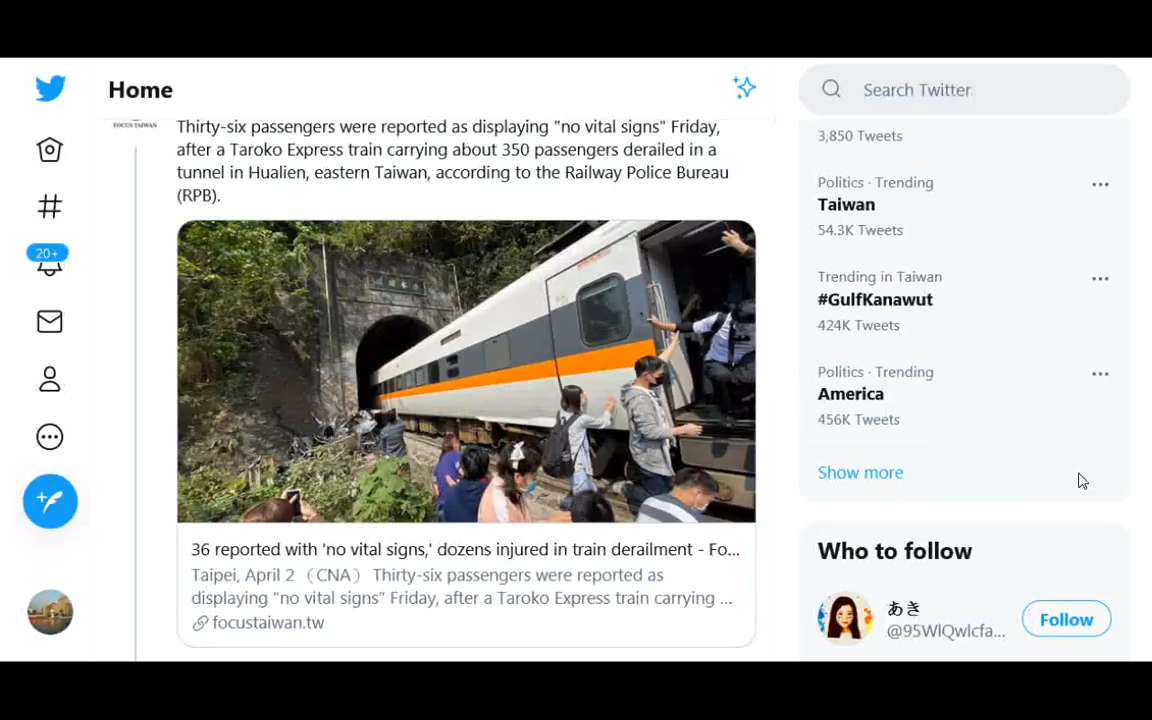 Home
Search Twitter
FOCUS TAIWAN
Thirty-six passengers were reported as displaying "no vital signs" Friday,
after a Taroko Express train carrying about 350 passengers derailed in a
tunnel in Hualien, eastern Taiwan, according to the Railway Police Bureau
(RPB).
36 reported with 'no vital signs,' dozens injured in train derailment - Fo...
Taipei, April 2（CNA） Thirty-six passengers were reported as
displaying "no vital signs" Friday, after a Taroko Express train carrying ...
focustaiwan.tw
20+
3,850 Tweets
Politics · Trending
Taiwan
54.3K Tweets
Trending in Taiwan
#GulfKanawut
424K Tweets
Politics · Trending
America
456K Tweets
Show more
Who to follow
あき
@95WlQwlcfa...
Follow